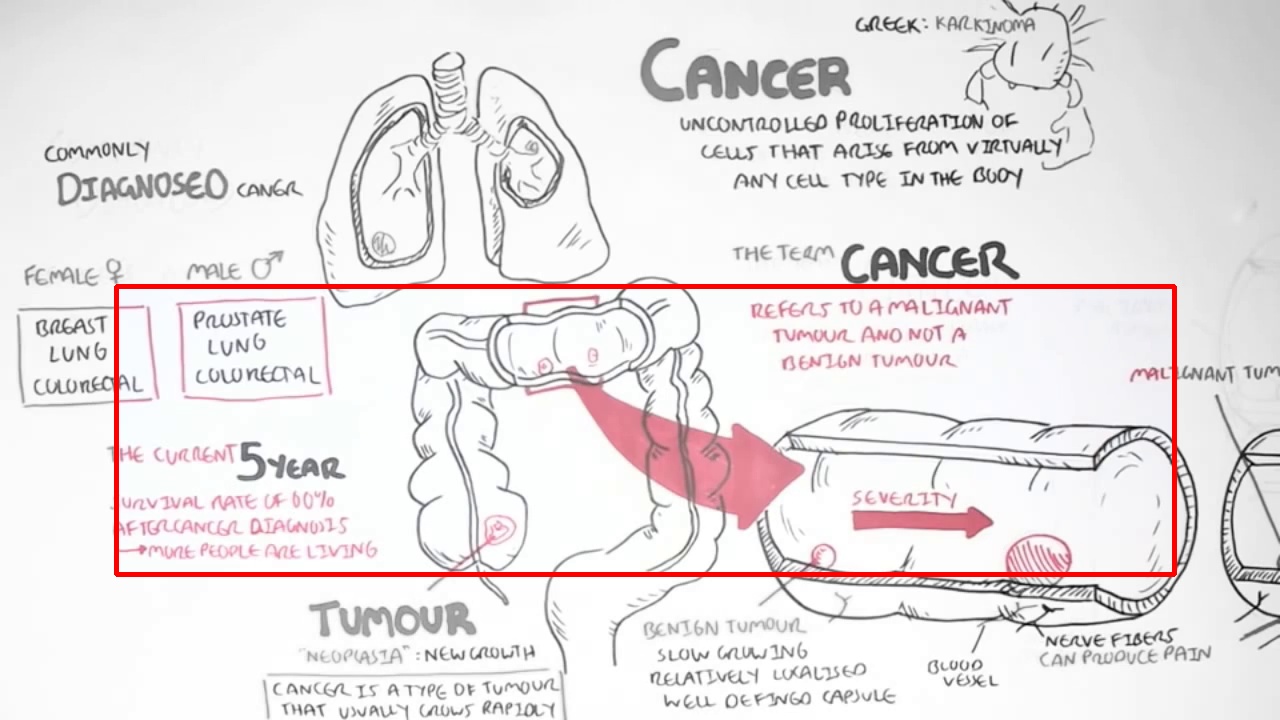 GREEK: KARKINOMA
CANCER
UNCONTROLLED PROLIFERATION OF
CELLS THAT ARISE FROM VIRTUALLY
ANY CELL TYPE IN THE BODY
COMMONLY
DIAGNOSED CANER
FEMALE ♀
MALE ♂
BREAST
LUNG
COLORECTAL
PROSTATE
LUNG
COLORECTAL
THE TERM CANCER
REFERS TO A MALIGNANT
TUMOUR AND NOT A
BENIGN TUMOUR
MALIGNANT TUM
THE CURRENT 5 YEAR
SURVIVAL RATE OF 60%
AFTER CANCER DIAGNOSIS
→ MORE PEOPLE ARE LIVING
SEVERITY
TUMOUR
"NEOPLASIA": NEW GROWTH
CANCER IS A TYPE OF TUMOUR
THAT USUALLY GROWS RAPIDLY
BENIGN TUMOUR
SLOW GROWING
RELATIVELY LOCALISED
WELL DEFINED CAPSULE
BLOOD
VESSEL
NERVE FIBERS
CAN PRODUCE PAIN